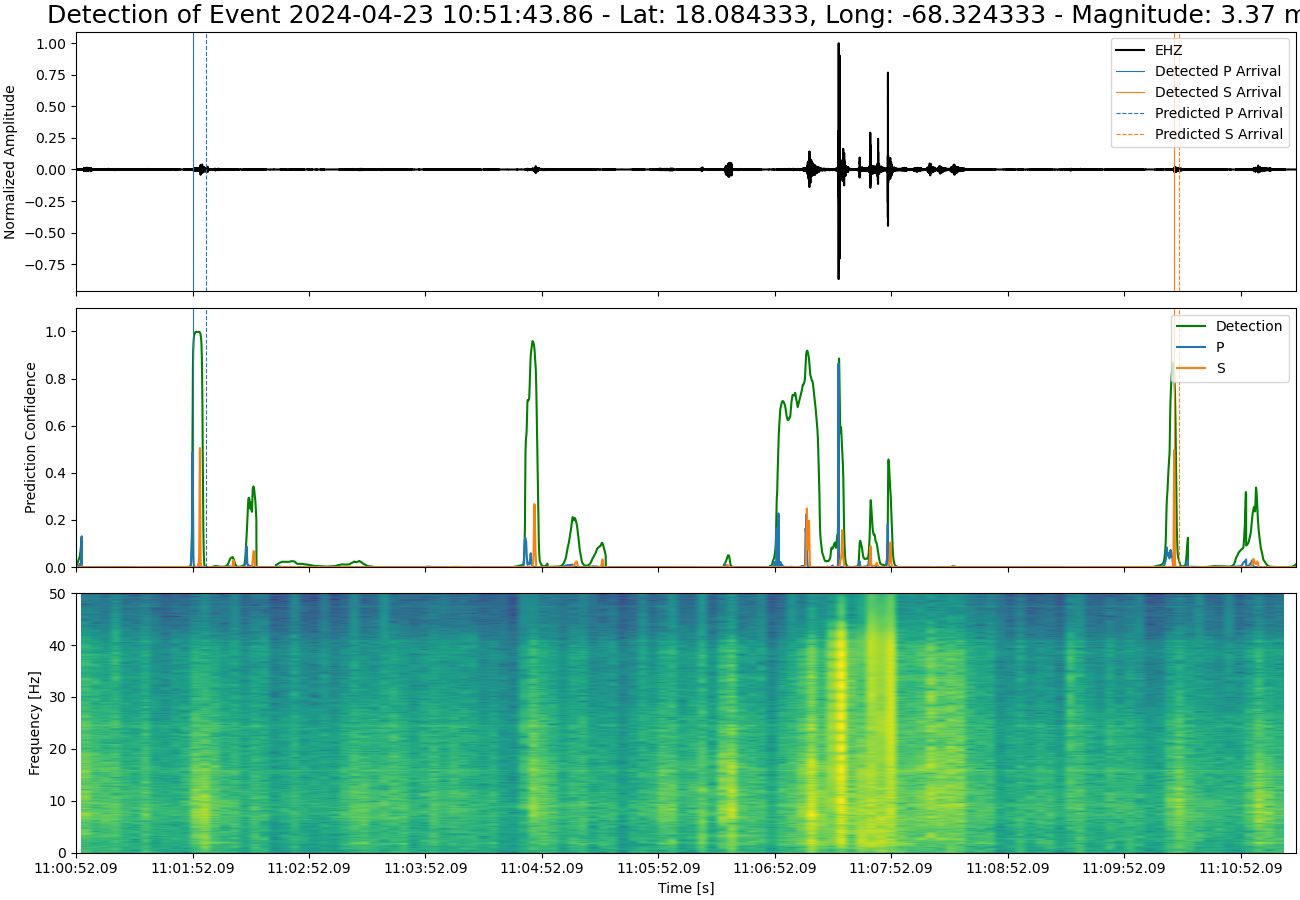 Detection of Event 2024-04-23 10:51:43.86 - Lat: 18.084333, Long: -68.324333 - Magnitude: 3.37
1.00
0.75
0.50
0.25
0.00
−0.25
−0.50
−0.75
Normalized Amplitude
EHZ
Detected P Arrival
Detected S Arrival
Predicted P Arrival
Predicted S Arrival
1.0
0.8
0.6
0.4
0.2
0.0
Prediction Confidence
Detection
P
S
50
40
30
20
10
0
Frequency [Hz]
11:00:52.09 11:01:52.09 11:02:52.09 11:03:52.09 11:04:52.09 11:05:52.09 11:06:52.09 11:07:52.09 11:08:52.09 11:09:52.09 11:10:52.09
Time [s]